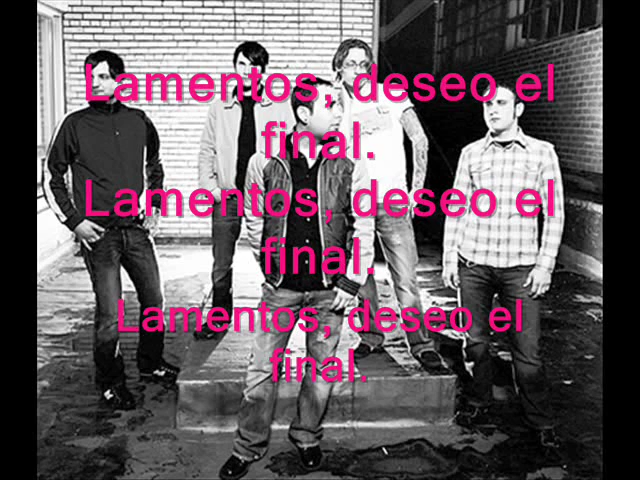 Lamentos, deseo el
final.
Lamentos, deseo el
final.
Lamentos, deseo el
final.